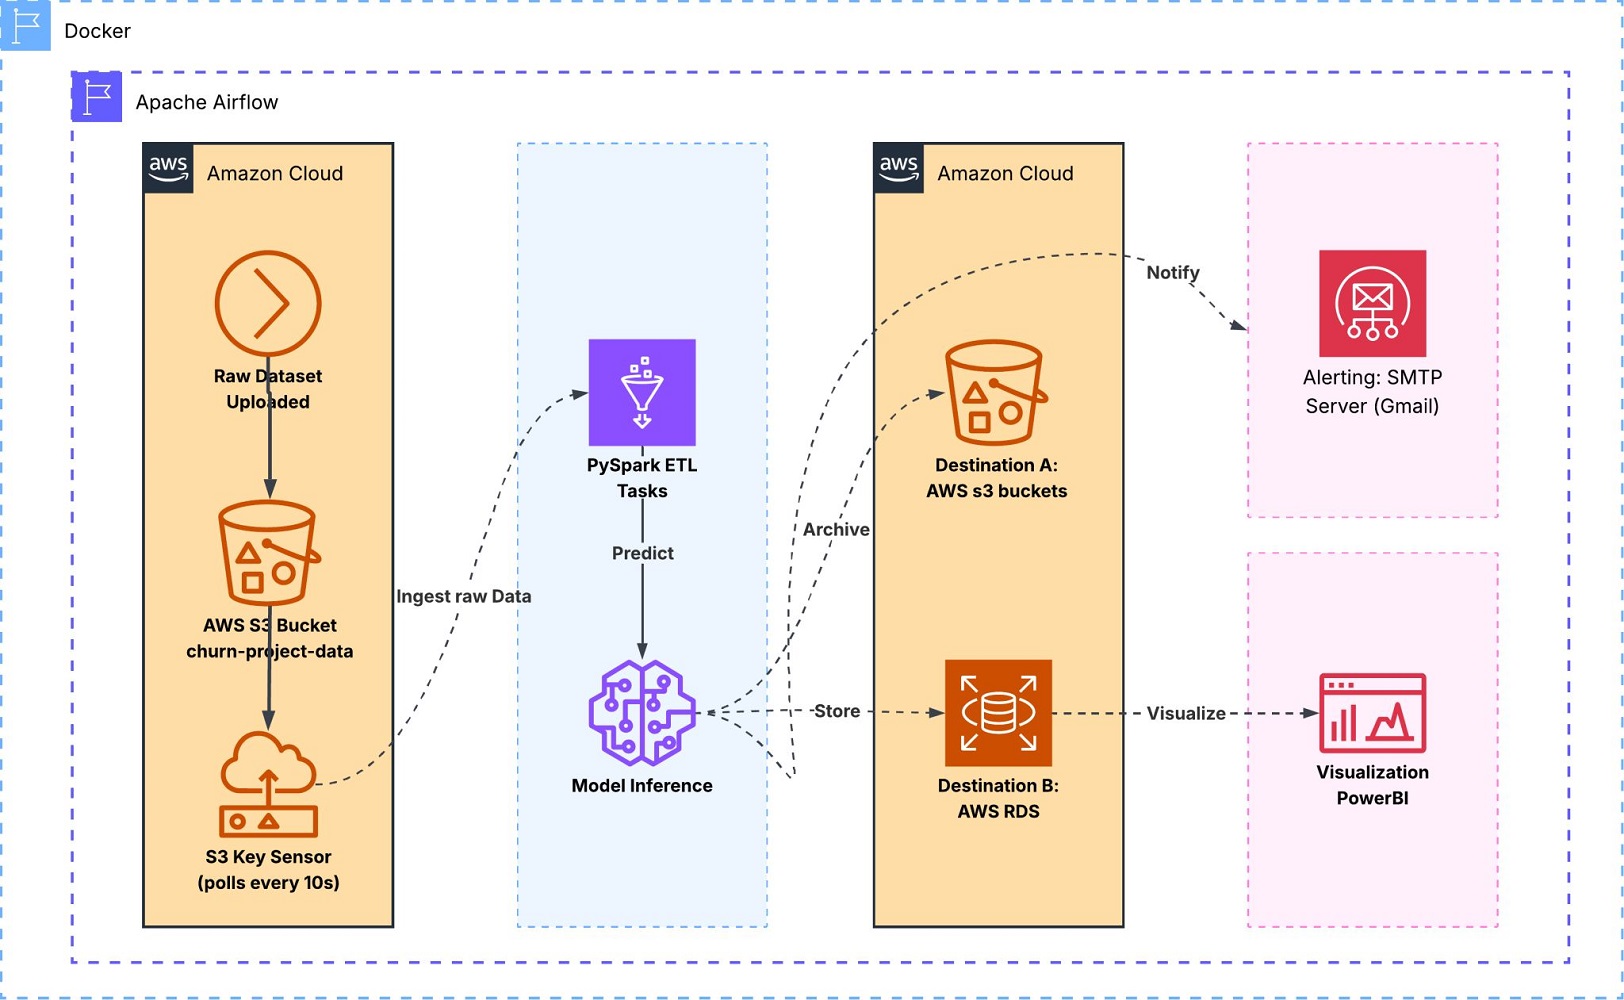 Docker
Apache Airflow
aws
Amazon Cloud
Raw Dataset
Uploaded
AWS S3 Bucket
churn-project-data
S3 Key Sensor
(polls every 10s)
Ingest raw Data
PySpark ETL
Tasks
Predict
Model Inference
Archive
Store
aws
Amazon Cloud
Destination A:
AWS s3 buckets
Destination B:
AWS RDS
Notify
Visualize
Alerting: SMTP
Server (Gmail)
Visualization
PowerBI